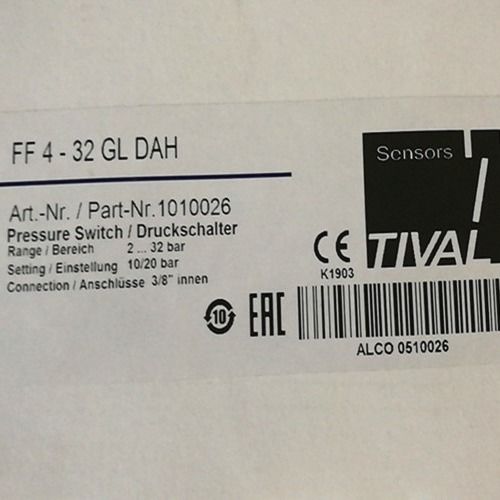 FF 4 - 32 GL DAH
Sensors
TIVAL
Art.-Nr. / Part-Nr.1010026
Pressure Switch / Druckschalter
Range / Bereich 2 ... 32 bar
Setting / Einstellung 10/20 bar
Connection / Anschlüsse 3/8" innen
CE
K1903
10
EAC
ALCO 0510026